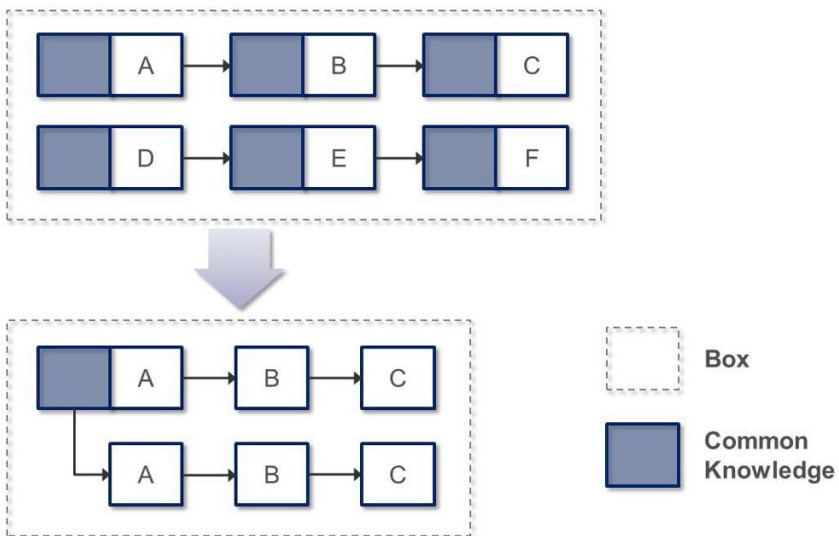 A B C
D E F
A B C
A B C
Box
Common
Knowledge